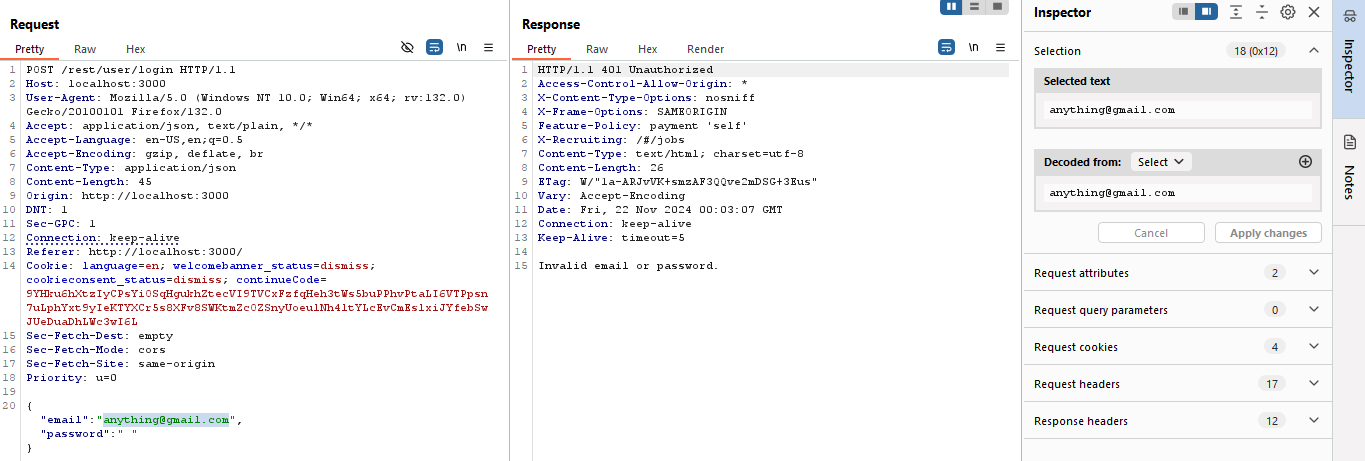 Request
Pretty Raw Hex \n
1 POST /rest/user/login HTTP/1.1
2 Host: localhost:3000
3 User-Agent: Mozilla/5.0 (Windows NT 10.0; Win64; x64; rv:132.0)
Gecko/20100101 Firefox/132.0
4 Accept: application/json, text/plain, */*
5 Accept-Language: en-US,en;q=0.5
6 Accept-Encoding: gzip, deflate, br
7 Content-Type: application/json
8 Content-Length: 45
9 Origin: http://localhost:3000
10 DNT: 1
11 Sec-GPC: 1
12 Connection: keep-alive
13 Referer: http://localhost:3000/
14 Cookie: language=en; welcomebanner_status=dismiss;
cookieconsent_status=dismiss; continueCode=
15 Sec-Fetch-Dest: empty
16 Sec-Fetch-Mode: cors
17 Sec-Fetch-Site: same-origin
18 Priority: u=0
19
20 {
"email":"anything@gmail.com",
"password":" "
}
Response
Pretty Raw Hex Render \n
1 HTTP/1.1 401 Unauthorized
2 Access-Control-Allow-Origin: *
3 X-Content-Type-Options: nosniff
4 X-Frame-Options: SAMEORIGIN
5 Feature-Policy: payment 'self'
6 X-Recruiting: /#/jobs
7 Content-Type: text/html; charset=utf-8
8 Content-Length: 26
9 ETag: W/"1a-ARJvVK+smzAF3QQve2mDSG+3Eus"
10 Vary: Accept-Encoding
11 Date: Fri, 22 Nov 2024 00:03:07 GMT
12 Connection: keep-alive
13 Keep-Alive: timeout=5
14
15 Invalid email or password.
Inspector
Selection 18 (0x12)
Selected text
anything@gmail.com
Decoded from: Select
anything@gmail.com
Cancel Apply changes
Request attributes 2
Request query parameters 0
Request cookies 4
Request headers 17
Response headers 12
Inspector
Notes